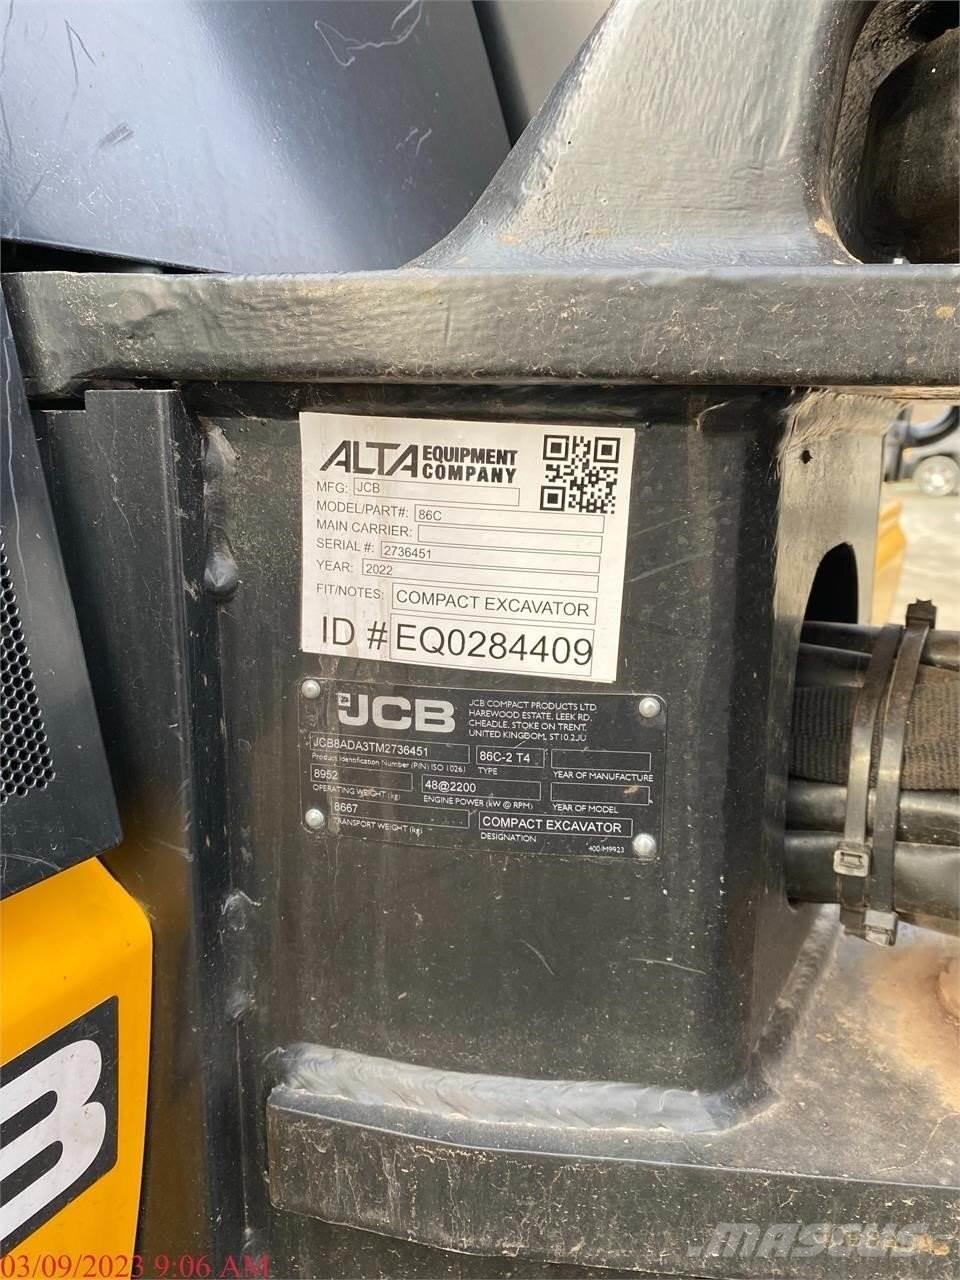 ALTA EQUIPMENT COMPANY
MFG: JCB
MODEL/PART#: 86C
MAIN CARRIER:
SERIAL #: 2736451
YEAR: 2022
FIT/NOTES: COMPACT EXCAVATOR
ID # EQ0284409
JCB
JCB COMPACT PRODUCTS LTD
HAREWOOD ESTATE, LEEK RD,
CHEADLE, STOKE ON TRENT,
UNITED KINGDOM, ST10 2JU
JCB8ADA3TM2736451 86C-2 T4
Product Identification Number (PIN) ISO 10261 TYPE YEAR OF MANUFACTURE
8952 48@2200
OPERATING WEIGHT (kg) ENGINE POWER (kW @ RPM) YEAR OF MODEL
8667 COMPACT EXCAVATOR
TRANSPORT WEIGHT (kg) DESIGNATION
400/M9923
B
03/09/2023 9:06 AM
MASCUS